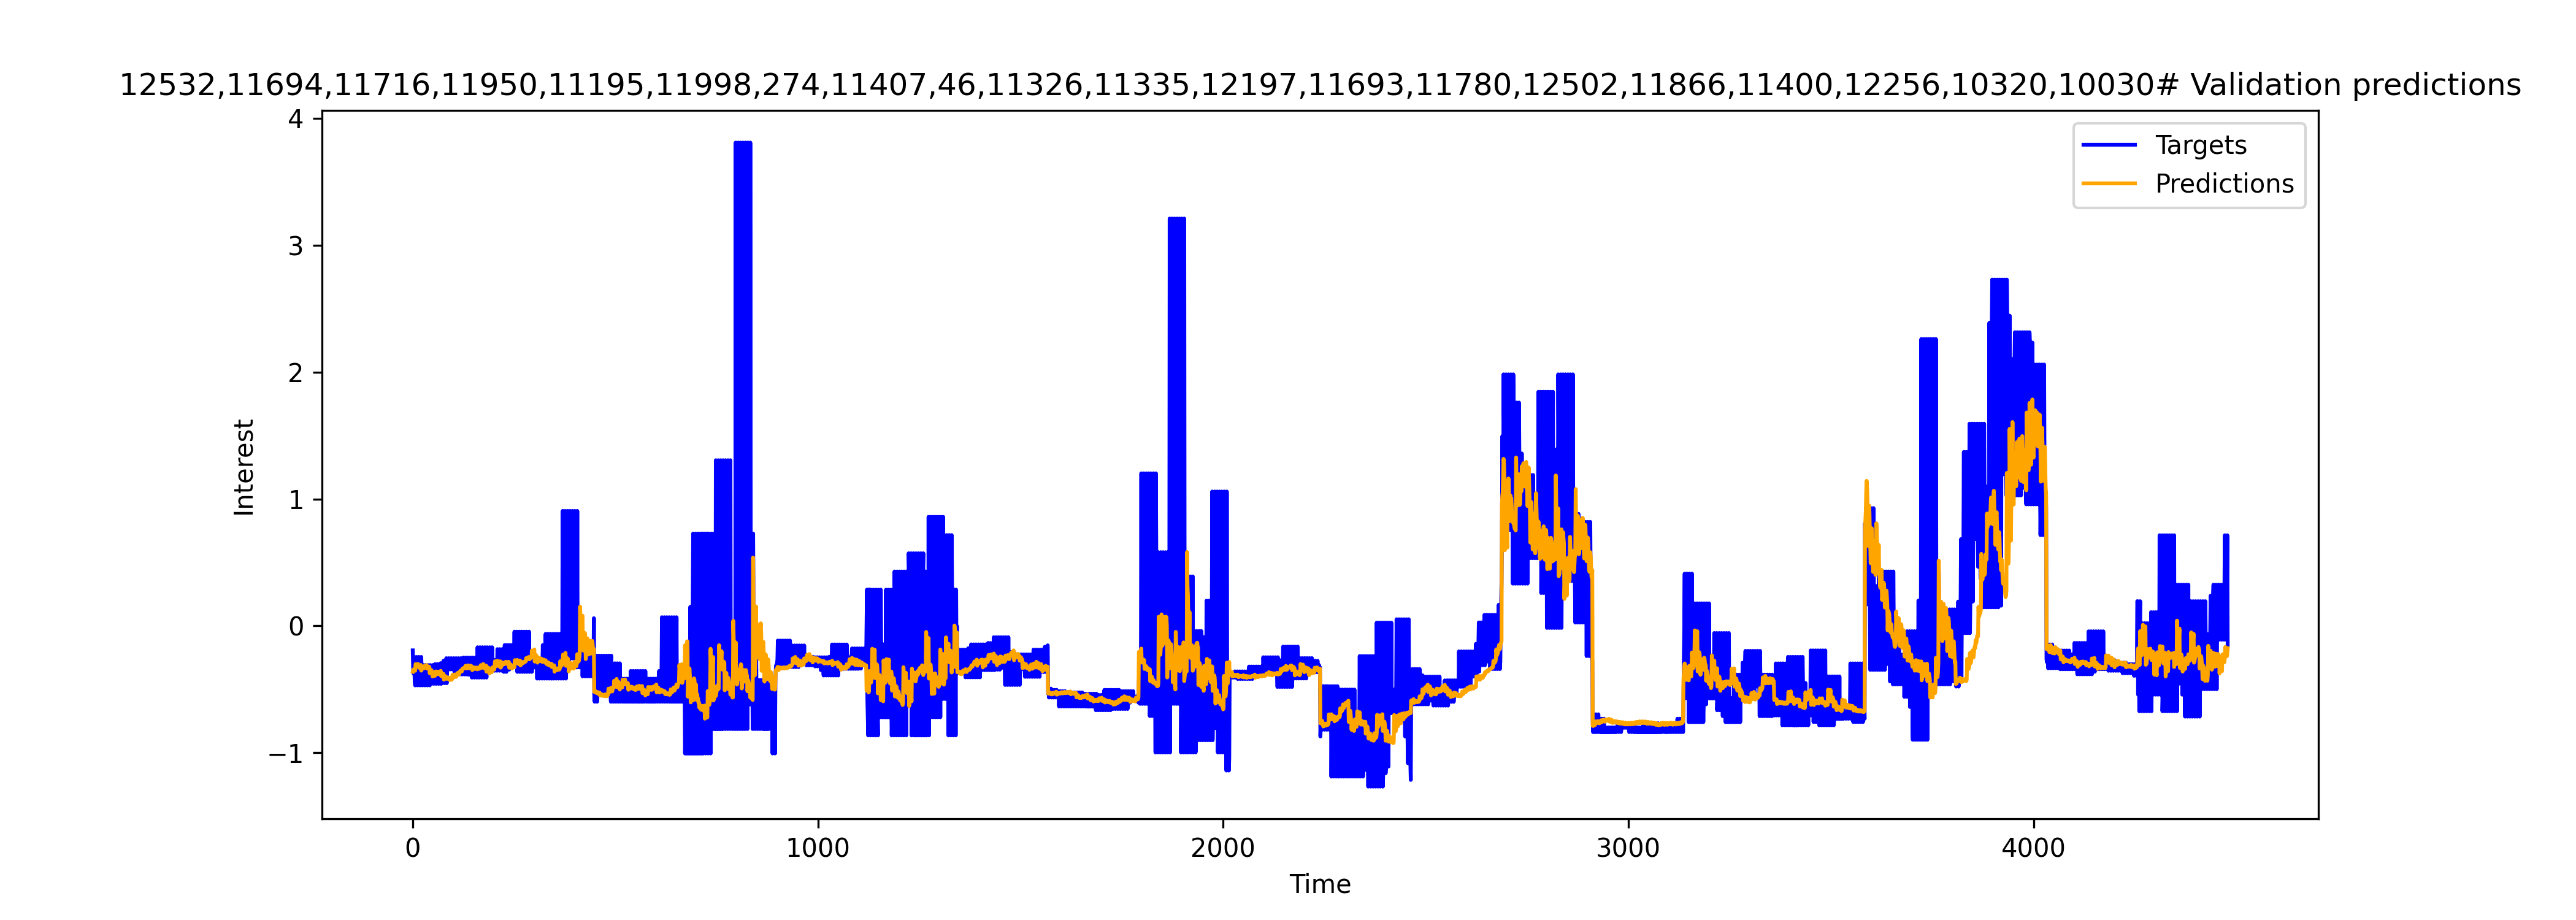 12532,11694,11716,11950,11195,11998,274,11407,46,11326,11335,12197,11693,11780,12502,11866,11400,12256,10320,10030# Validation predictions
4
3
2
1
0
−1
Interest
Targets
Predictions
0
1000
2000
3000
4000
Time